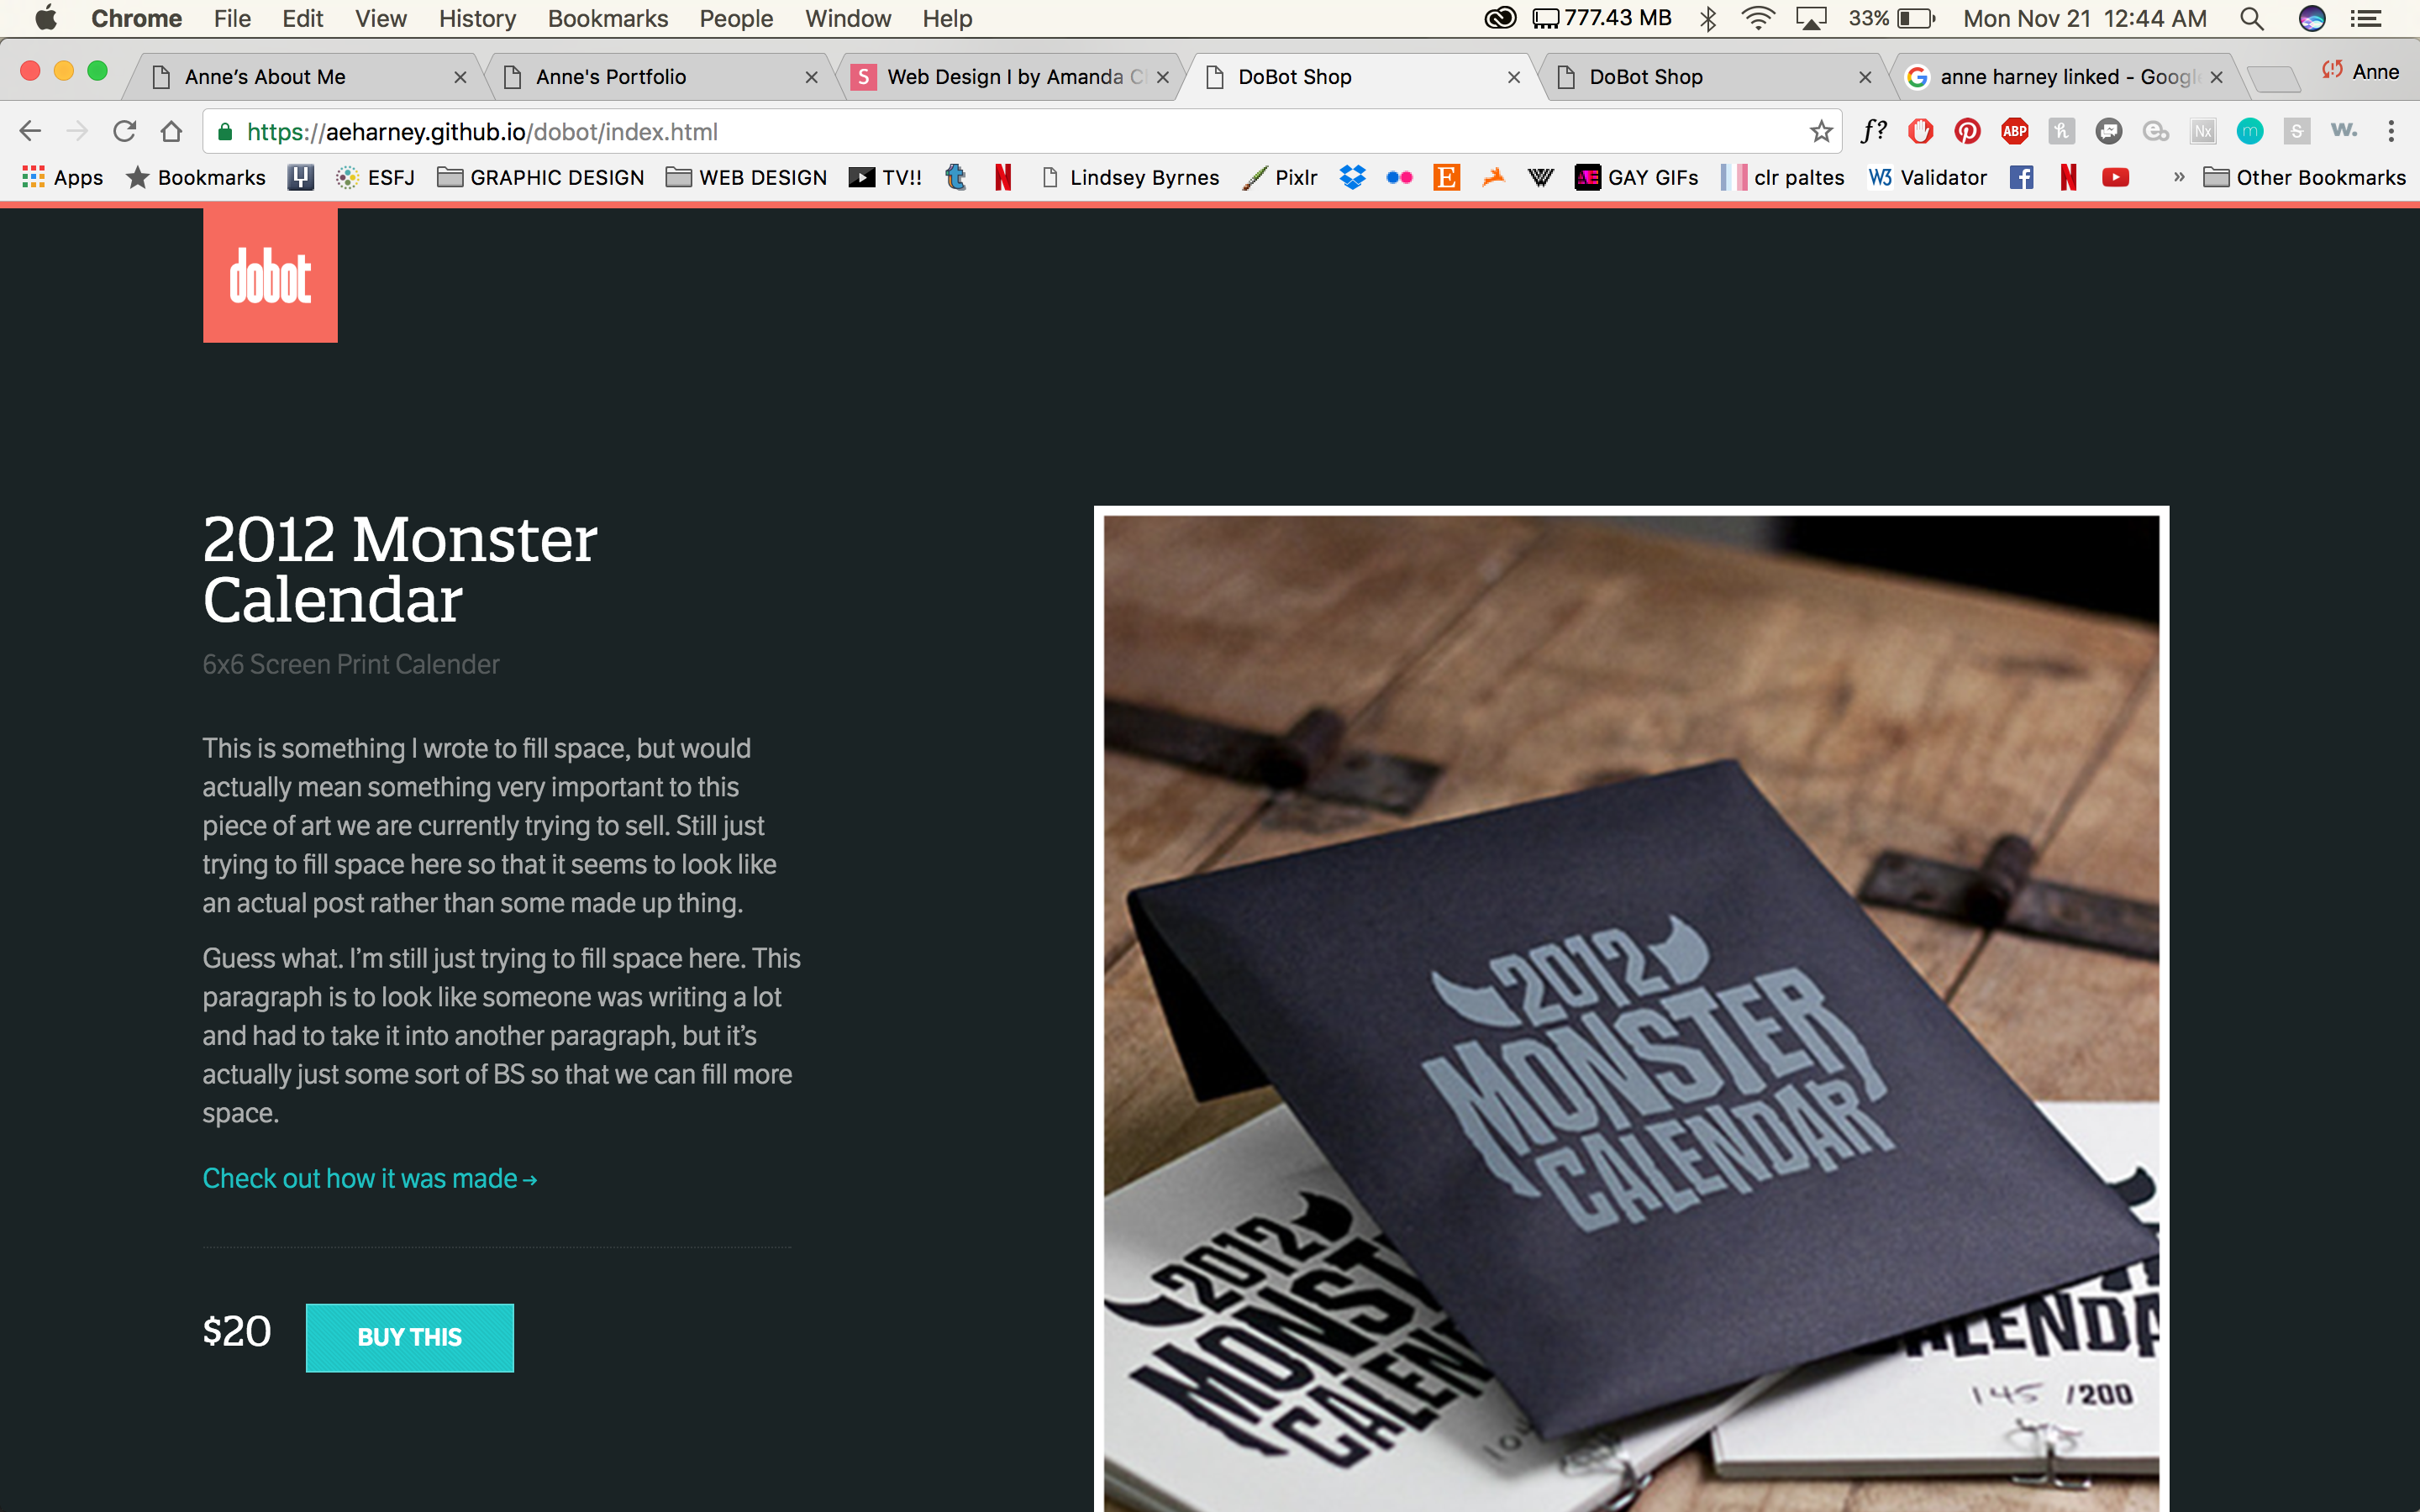 Chrome File Edit View History Bookmarks People Window Help 777.43 MB 33% Mon Nov 21 12:44 AM
Anne’s About Me Anne's Portfolio S Web Design I by Amanda C DoBot Shop DoBot Shop anne harney linked - Googl Anne
https://aeharney.github.io/dobot/index.html f? ABP h Nx m S w.
Apps Bookmarks ESFJ GRAPHIC DESIGN WEB DESIGN TV!! t N Lindsey Byrnes Pixlr E W AE GAY GIFs clr paltes W3 Validator f N » Other Bookmarks
dobot
2012 Monster
Calendar
6x6 Screen Print Calender
This is something I wrote to fill space, but would
actually mean something very important to this
piece of art we are currently trying to sell. Still just
trying to fill space here so that it seems to look like
an actual post rather than some made up thing.
Guess what. I’m still just trying to fill space here. This
paragraph is to look like someone was writing a lot
and had to take it into another paragraph, but it’s
actually just some sort of BS so that we can fill more
space.
Check out how it was made →
$20 BUY THIS
2012
MONSTER
CALENDAR
2012
MONST
CALEN
ALENDA
145 /200